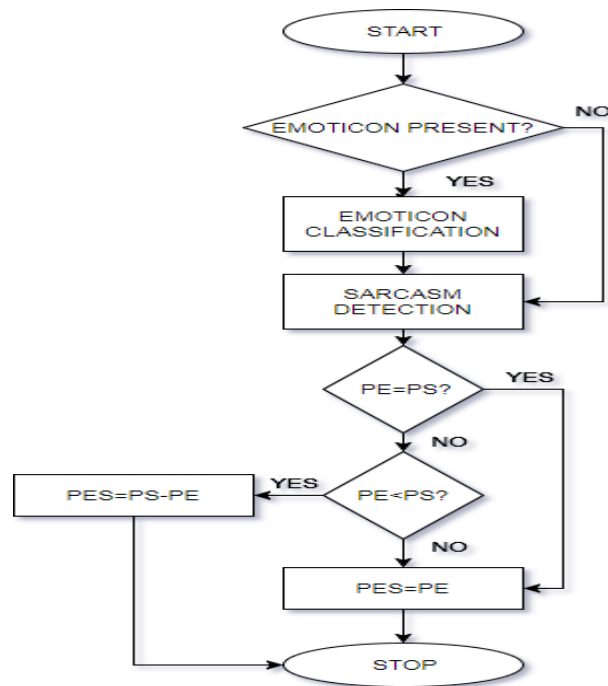 START
EMOTICON PRESENT?
NO
YES
EMOTICON
CLASSIFICATION
SARCASM
DETECTION
PE=PS?
YES
NO
PES=PS-PE
YES
PE<PS?
NO
PES=PE
STOP